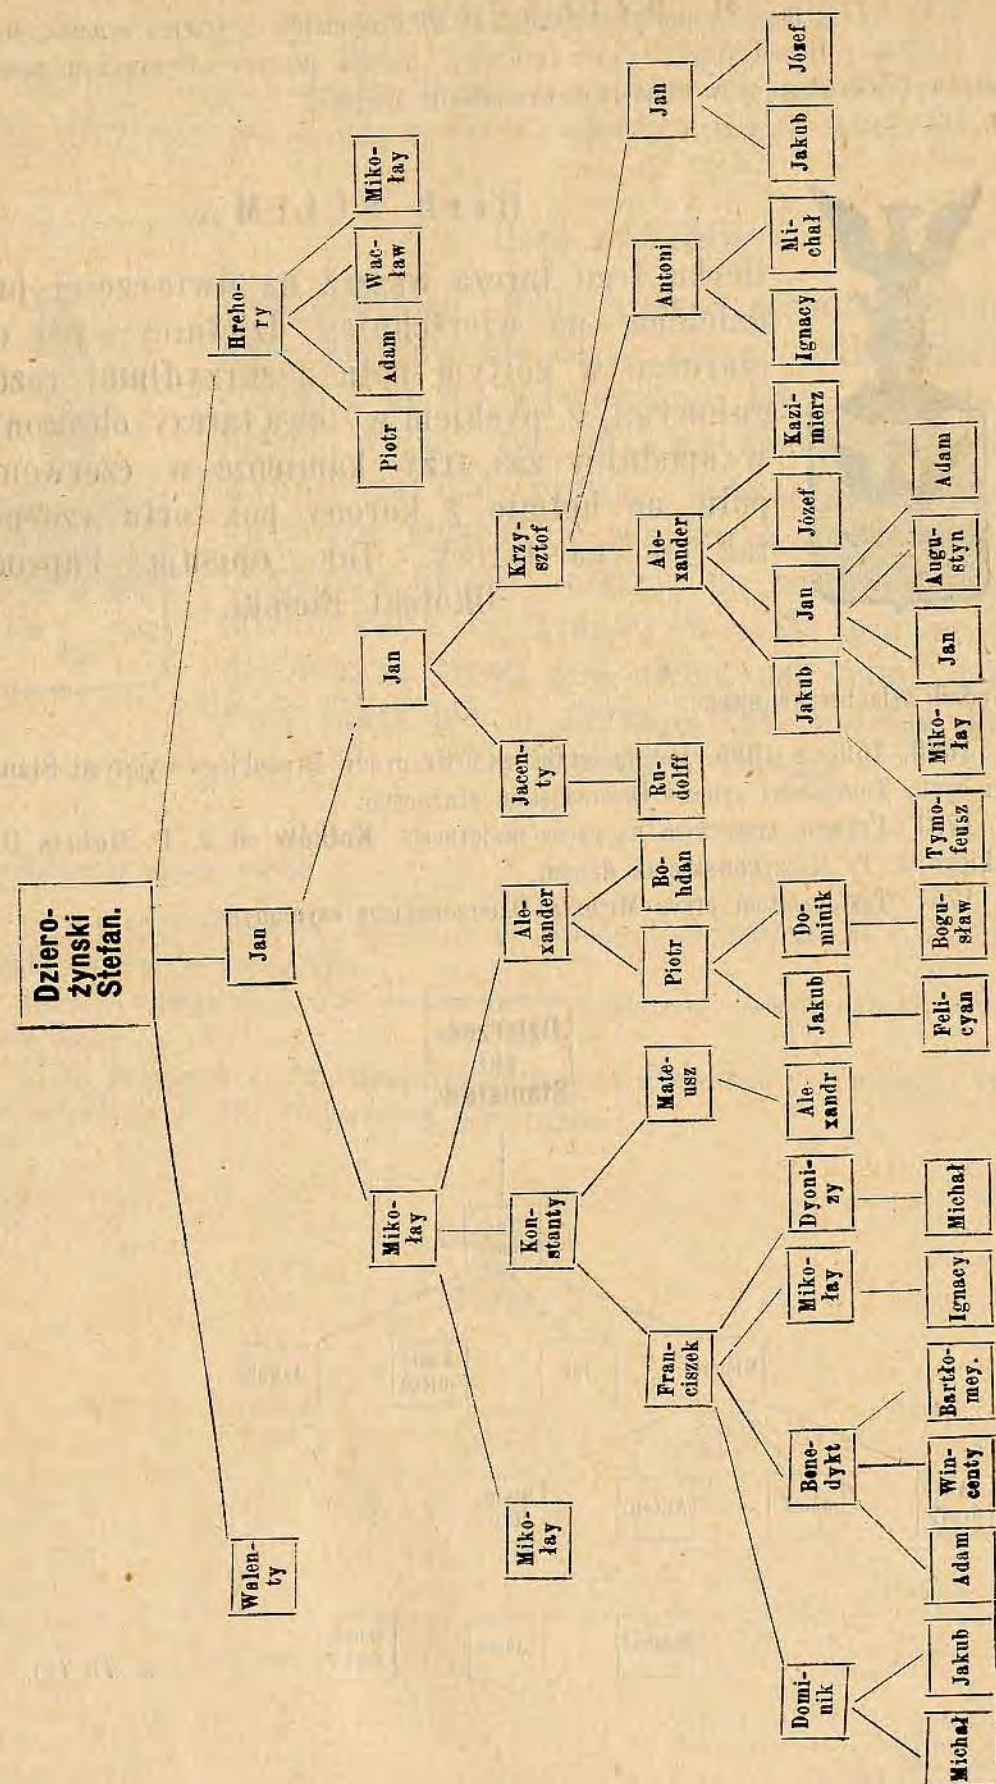 Dziero-
żynski
Stefan.
Walen-
ty
Jan
Hreho-
ry
Miko-
łay
Jan
Piotr
Adam
Wac-
ław
Miko-
łay
Miko-
łay
Kon-
stanty
Ale-
xander
Jacen-
ty
Krzy-
sztof
Fran-
ciszek
Mate-
usz
Piotr
Bo-
hdan
Ru-
dolff
Ale-
xander
Antoni
Jan
Domi-
nik
Bene-
dykt
Miko-
łay
Dyoni-
zy
Ale-
xandr
Jakub
Do-
minik
Jakub
Jan
Józef
Kazi-
mierz
Ignacy
Mi-
chał
Jakub
Józef
Michał
Jakub
Adam
Win-
centy
Bartło-
mey.
Ignacy
Michał
Feli-
cyan
Bogu-
sław
Tymo-
feusz
Miko-
łay
Jan
Augu-
styn
Adam